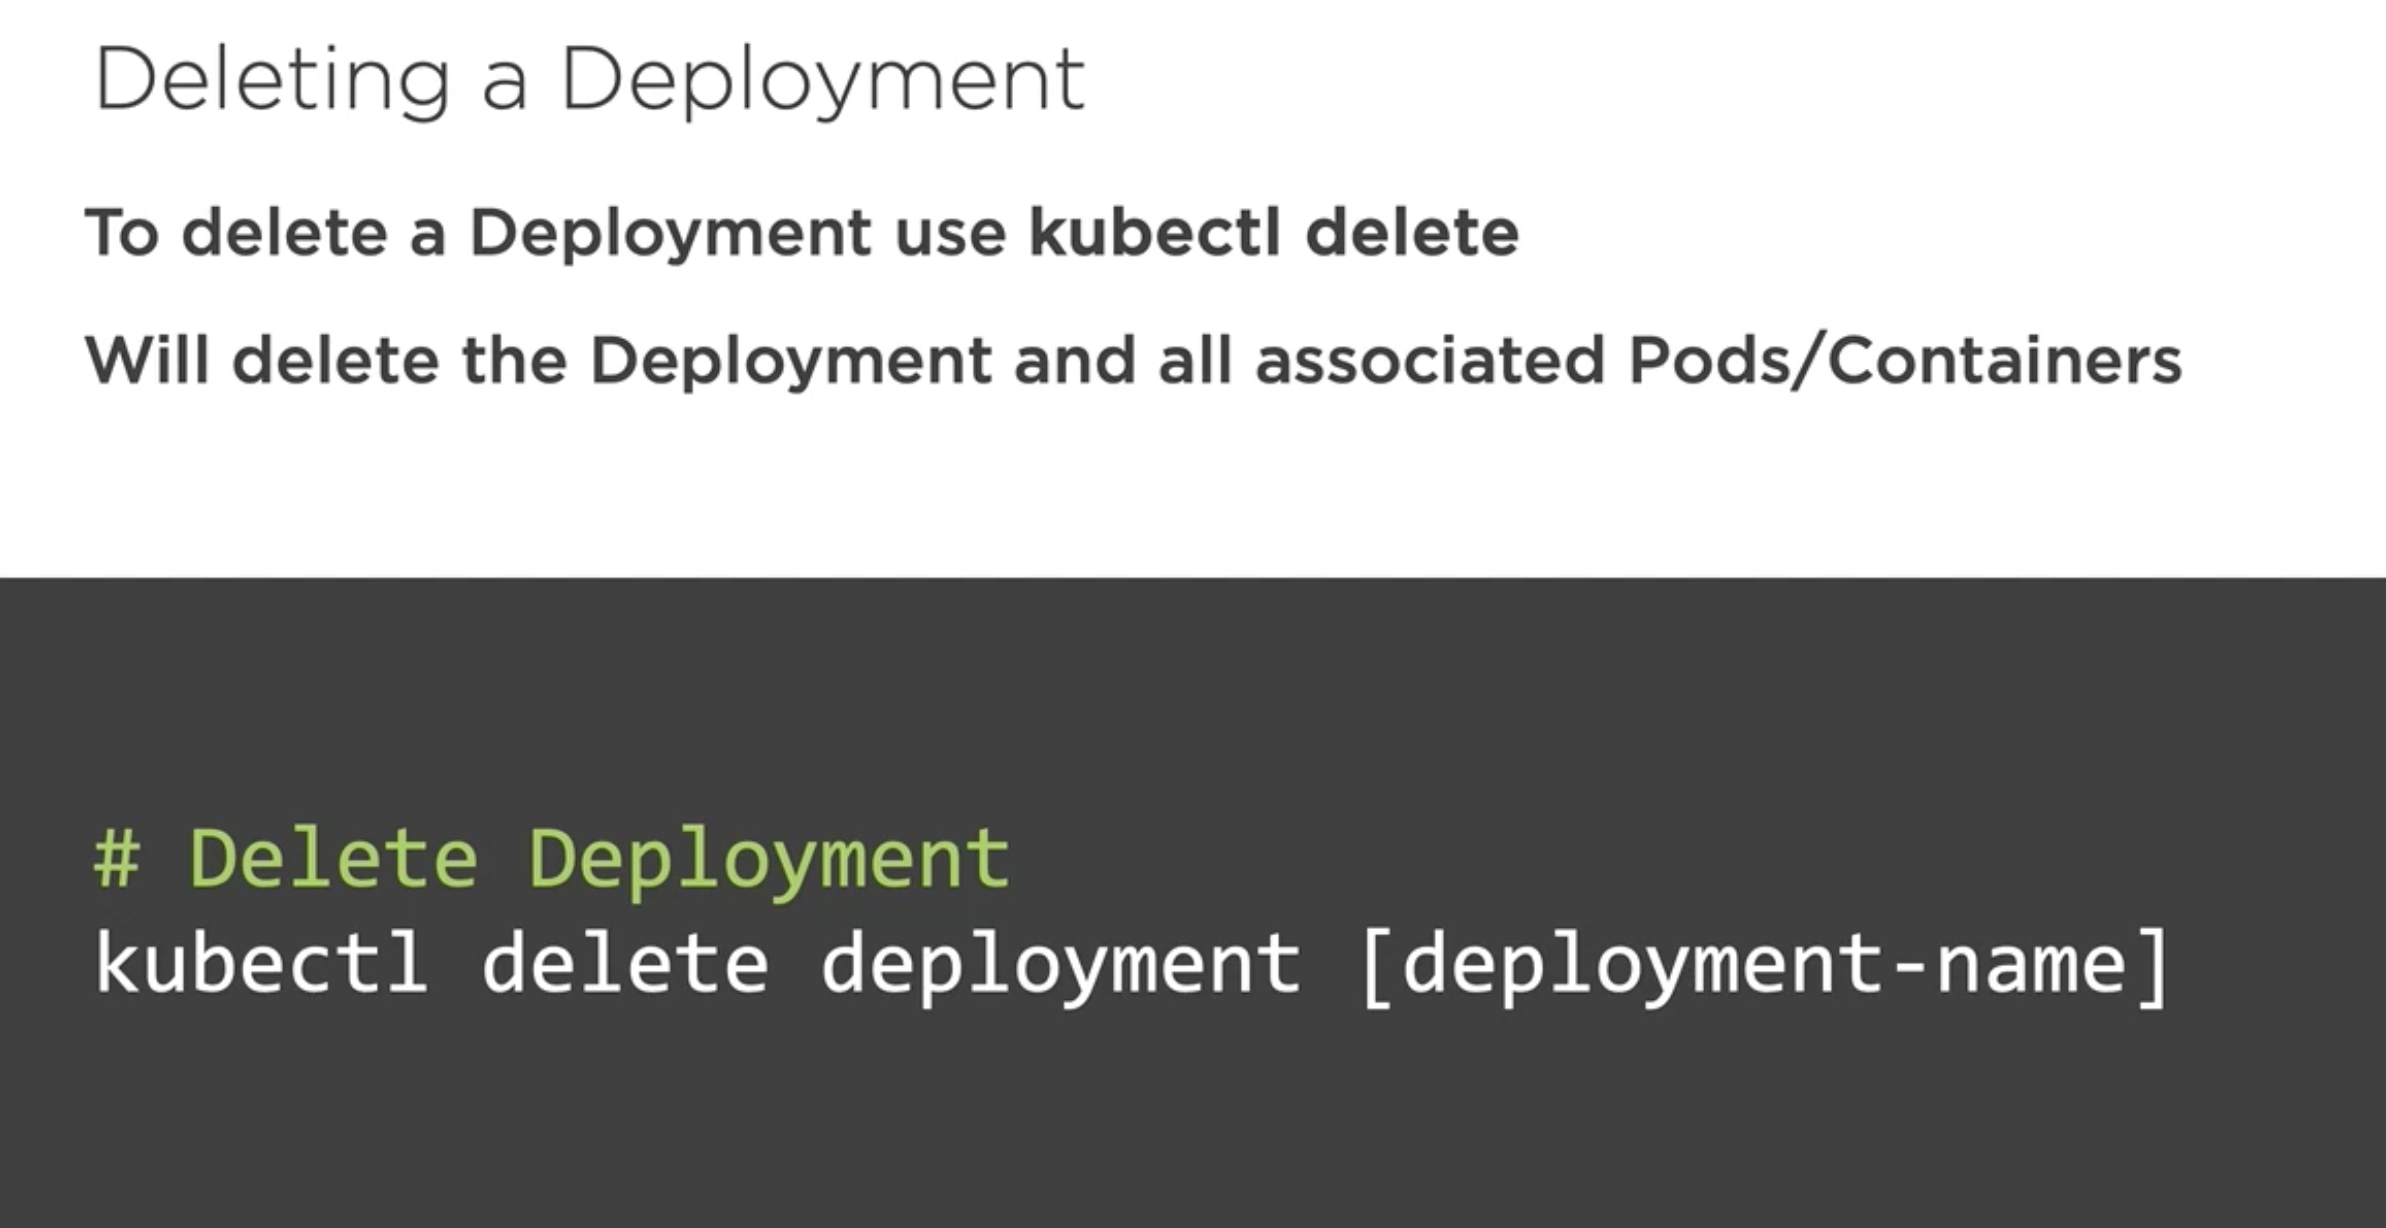 Deleting a Deployment
To delete a Deployment use kubectl delete
Will delete the Deployment and all associated Pods/Containers
# Delete Deployment
kubectl delete deployment [deployment-name]